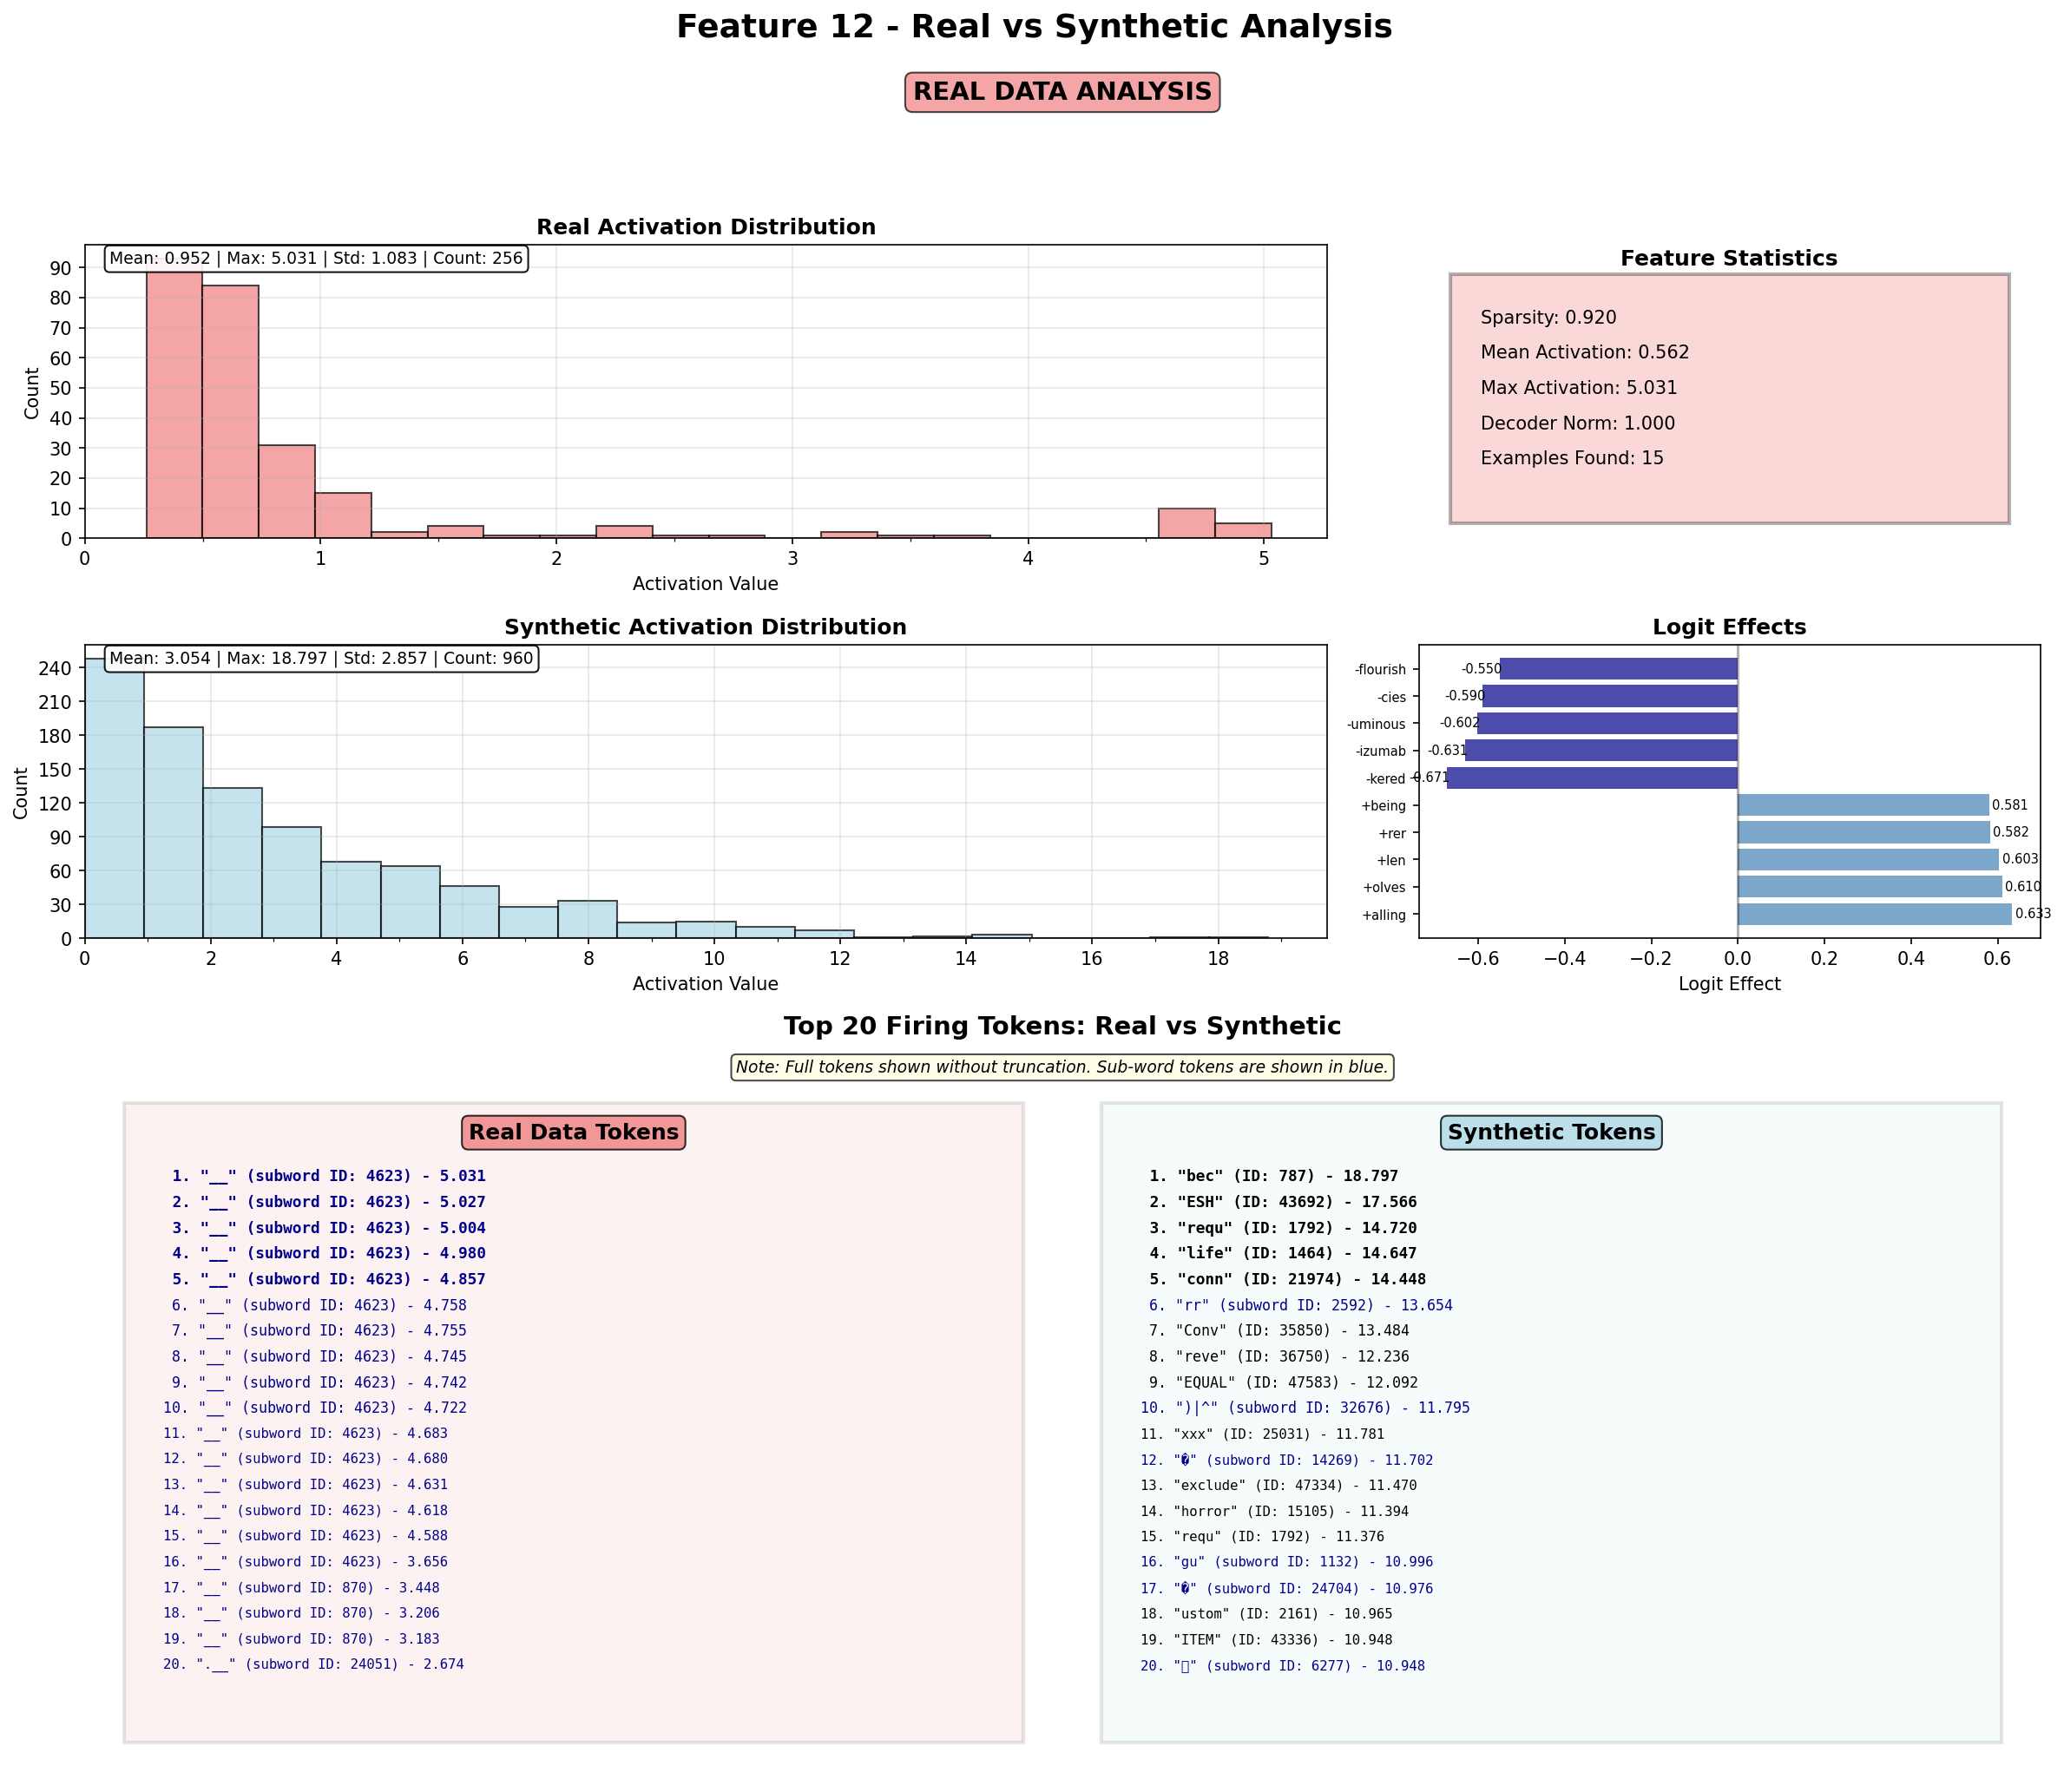 Feature 12 - Real vs Synthetic Analysis
REAL DATA ANALYSIS
Real Activation Distribution
Mean: 0.952 | Max: 5.031 | Std: 1.083 | Count: 256
Count
90
80
70
60
50
40
30
20
10
0
0 1 2 3 4 5
Activation Value
Feature Statistics
Sparsity: 0.920
Mean Activation: 0.562
Max Activation: 5.031
Decoder Norm: 1.000
Examples Found: 15
Synthetic Activation Distribution
Mean: 3.054 | Max: 18.797 | Std: 2.857 | Count: 960
Count
240
210
180
150
120
90
60
30
0
0 2 4 6 8 10 12 14 16 18
Activation Value
Logit Effects
-flourish -0.550
-cies -0.590
-uminous -0.602
-izumab -0.631
-kered -0.671
+being 0.581
+rer 0.582
+len 0.603
+olves 0.610
+alling 0.633
−0.6 −0.4 −0.2 0.0 0.2 0.4 0.6
Logit Effect
Top 20 Firing Tokens: Real vs Synthetic
Note: Full tokens shown without truncation. Sub-word tokens are shown in blue.
Real Data Tokens
1. "__" (subword ID: 4623) - 5.031
2. "__" (subword ID: 4623) - 5.027
3. "__" (subword ID: 4623) - 5.004
4. "__" (subword ID: 4623) - 4.980
5. "__" (subword ID: 4623) - 4.857
6. "__" (subword ID: 4623) - 4.758
7. "__" (subword ID: 4623) - 4.755
8. "__" (subword ID: 4623) - 4.745
9. "__" (subword ID: 4623) - 4.742
10. "__" (subword ID: 4623) - 4.722
11. "__" (subword ID: 4623) - 4.683
12. "__" (subword ID: 4623) - 4.680
13. "__" (subword ID: 4623) - 4.631
14. "__" (subword ID: 4623) - 4.618
15. "__" (subword ID: 4623) - 4.588
16. "__" (subword ID: 4623) - 3.656
17. "__" (subword ID: 870) - 3.448
18. "__" (subword ID: 870) - 3.206
19. "__" (subword ID: 870) - 3.183
20. ".__" (subword ID: 24051) - 2.674
Synthetic Tokens
1. "bec" (ID: 787) - 18.797
2. "ESH" (ID: 43692) - 17.566
3. "requ" (ID: 1792) - 14.720
4. "life" (ID: 1464) - 14.647
5. "conn" (ID: 21974) - 14.448
6. "rr" (subword ID: 2592) - 13.654
7. "Conv" (ID: 35850) - 13.484
8. "reve" (ID: 36750) - 12.236
9. "EQUAL" (ID: 47583) - 12.092
10. ")|^" (subword ID: 32676) - 11.795
11. "xxx" (ID: 25031) - 11.781
12. "�" (subword ID: 14269) - 11.702
13. "exclude" (ID: 47334) - 11.470
14. "horror" (ID: 15105) - 11.394
15. "requ" (ID: 1792) - 11.376
16. "gu" (subword ID: 1132) - 10.996
17. "�" (subword ID: 24704) - 10.976
18. "ustom" (ID: 2161) - 10.965
19. "ITEM" (ID: 43336) - 10.948
20. "▯" (subword ID: 6277) - 10.948